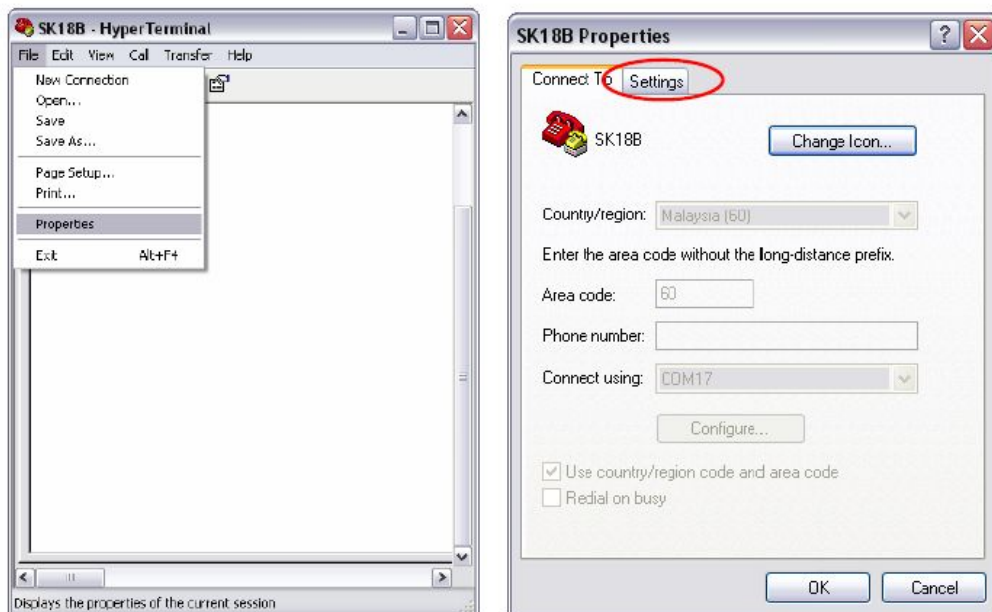 SK18B - HyperTerminal
File Edit View Call Transfer Help
New Connection
Open...
Save
Save As...
Page Setup...
Print...
Properties
Exit Alt+F4
Displays the properties of the current session
SK18B Properties
Connect To Settings
SK18B
Change Icon...
Country/region: Malaysia (60)
Enter the area code without the long-distance prefix.
Area code: 60
Phone number:
Connect using: COM17
Configure...
Use country/region code and area code
Redial on busy
OK Cancel